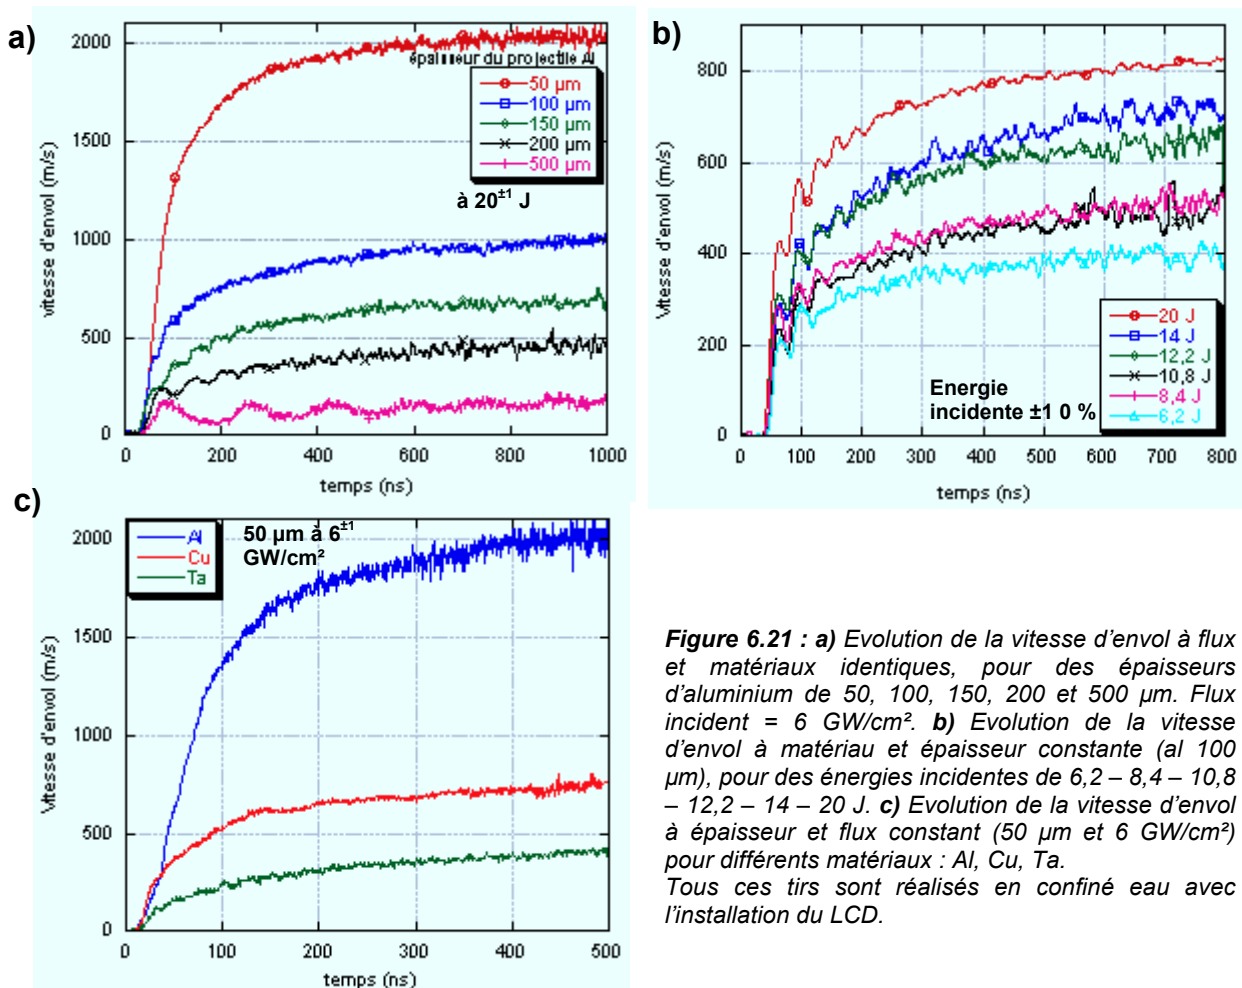 a)
vitesse d'envol (m/s)
2000
1500
1000
500
0
épaisseur du projectile Al
50 µm
100 µm
150 µm
200 µm
500 µm
à 20±1 J
0 200 400 600 800 1000
temps (ns)
b)
Vitesse d'envol (m/s)
800
600
400
200
0
Energie
incidente ±1 0 %
20 J
14 J
12,2 J
10,8 J
8,4 J
6,2 J
0 100 200 300 400 500 600 700 800
temps (ns)
c)
Vitesse d'envol (m/s)
2000
1500
1000
500
0
Al
Cu
Ta
50 µm à 6±1
GW/cm²
0 100 200 300 400 500
temps (ns)
Figure 6.21 : a) Evolution de la vitesse d'envol à flux
et matériaux identiques, pour des épaisseurs
d'aluminium de 50, 100, 150, 200 et 500 µm. Flux
incident = 6 GW/cm². b) Evolution de la vitesse
d'envol à matériau et épaisseur constante (al 100
µm), pour des énergies incidentes de 6,2 – 8,4 – 10,8
– 12,2 – 14 – 20 J. c) Evolution de la vitesse d'envol
à épaisseur et flux constant (50 µm et 6 GW/cm²)
pour différents matériaux : Al, Cu, Ta.
Tous ces tirs sont réalisés en confiné eau avec
l'installation du LCD.